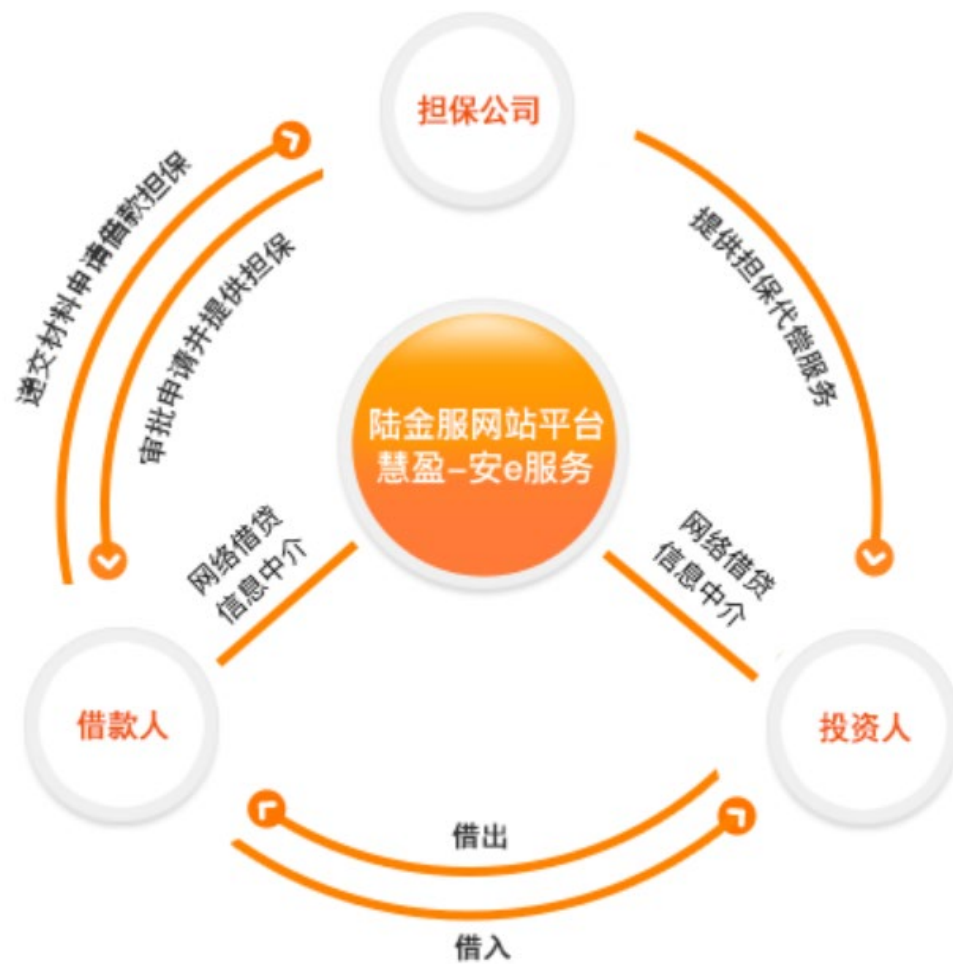 担保公司
递交材料申请借款担保
审批申请并提供担保
提供担保代偿服务
陆金服网站平台
慧盈-安e服务
网络借贷
信息中介
网络借贷
信息中介
借款人
投资人
借出
借入